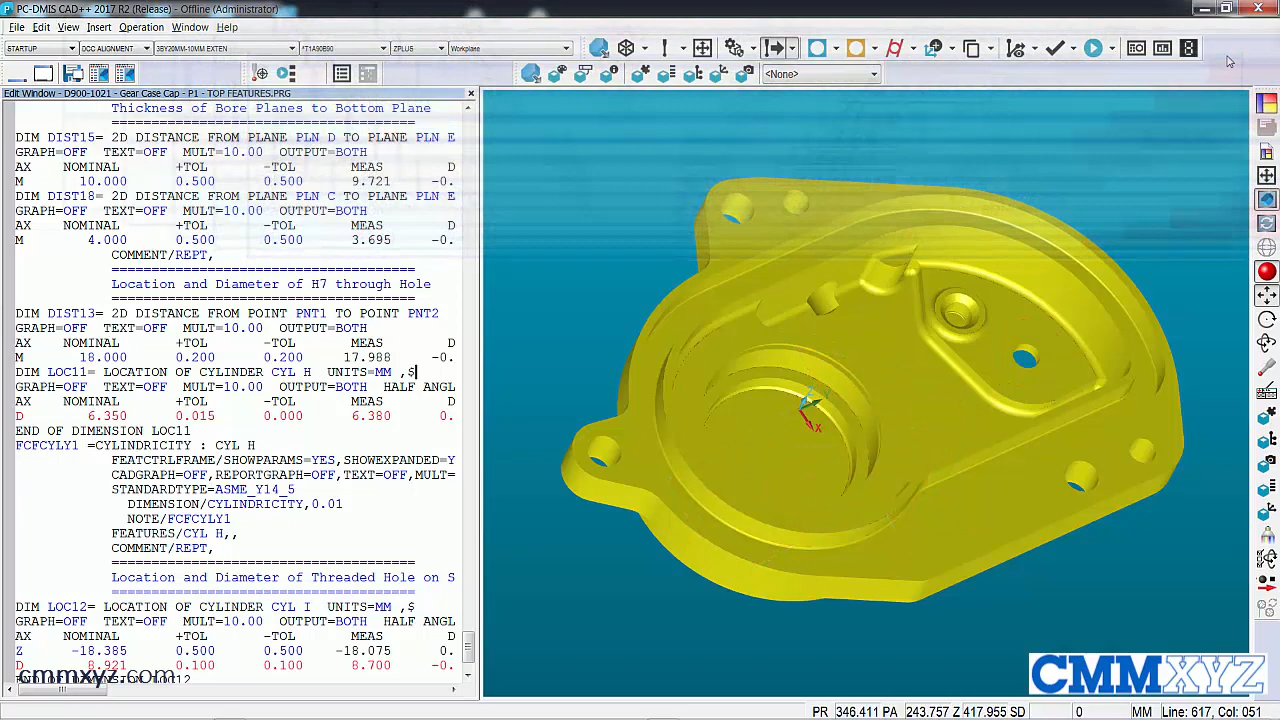 PC-DMIS CAD++ 2017 R2 (Release) - Offline (Administrator)
File Edit View Insert Operation Window Help
STARTUP OCC ALIGNMENT 3BY20MM-10MM EXTEN *T1A90B90 ZPLUS Workplane
<None>
Edit Window - D900-1021 - Gear Case Cap - P1 - TOP FEATURES.PRG
Thickness of Bore Planes to Bottom Plane
=========================================
DIM DIST15= 2D DISTANCE FROM PLANE PLN D TO PLANE PLN E
GRAPH=OFF TEXT=OFF MULT=10.00 OUTPUT=BOTH
AX NOMINAL +TOL -TOL MEAS D
M 10.000 0.500 0.500 9.721 -0.
DIM DIST18= 2D DISTANCE FROM PLANE PLN C TO PLANE PLN E
GRAPH=OFF TEXT=OFF MULT=10.00 OUTPUT=BOTH
AX NOMINAL +TOL -TOL MEAS D
M 4.000 0.500 0.500 3.695 -0.
COMMENT/REPT,
=========================================
Location and Diameter of H7 through Hole
=========================================
DIM DIST13= 2D DISTANCE FROM POINT PNT1 TO POINT PNT2
GRAPH=OFF TEXT=OFF MULT=10.00 OUTPUT=BOTH
AX NOMINAL +TOL -TOL MEAS D
M 18.000 0.200 0.200 17.988 -0.
DIM LOC11= LOCATION OF CYLINDER CYL H UNITS=MM ,$
GRAPH=OFF TEXT=OFF MULT=10.00 OUTPUT=BOTH HALF ANGL
AX NOMINAL +TOL -TOL MEAS D
D 6.350 0.015 0.000 6.380 0.
END OF DIMENSION LOC11
FCFCYLY1 =CYLINDRICITY : CYL H
FEATCTRLFRAME/SHOWPARAMS=YES,SHOWEXPANDED=Y
CADGRAPH=OFF,REPORTGRAPH=OFF,TEXT=OFF,MULT=
STANDARDTYPE=ASME_Y14_5
DIMENSION/CYLINDRICITY,0.01
NOTE/FCFCYLY1
FEATURES/CYL H,,
COMMENT/REPT,
=========================================
Location and Diameter of Threaded Hole on S
=========================================
DIM LOC12= LOCATION OF CYLINDER CYL I UNITS=MM ,$
GRAPH=OFF TEXT=OFF MULT=10.00 OUTPUT=BOTH HALF ANGL
AX NOMINAL +TOL -TOL MEAS D
Z -18.385 0.500 0.500 -18.075 0.
D 6.921 0.100 0.100 6.700 -0.
cmmxyz.com
X
CMMXYZ
PR 346.411 PA 243.757 Z 417.955 SD 0 MM Line: 617, Col: 051